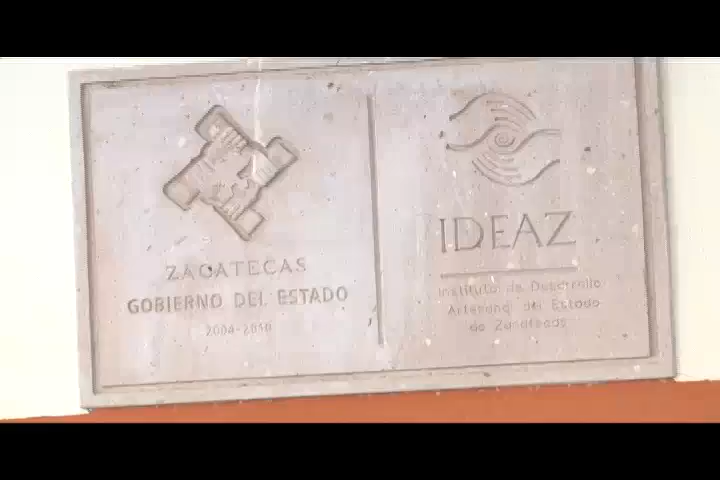 ZACATECAS
GOBIERNO DEL ESTADO
2004-2010
IDEAZ
Instituto de Desarrollo
Artesanal del Estado
de Zacatecas